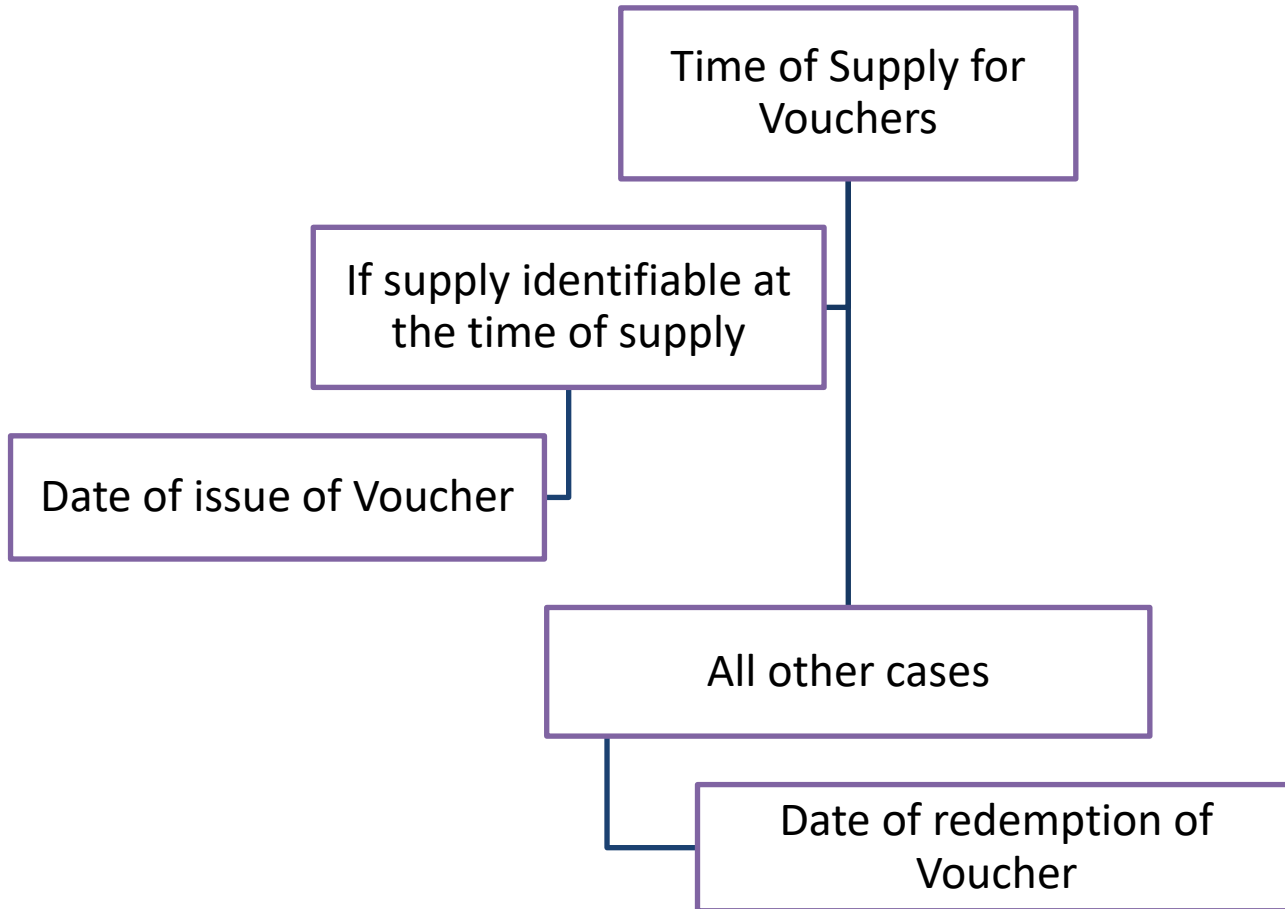 Time of Supply for
Vouchers
If supply identifiable at
the time of supply
Date of issue of Voucher
All other cases
Date of redemption of
Voucher